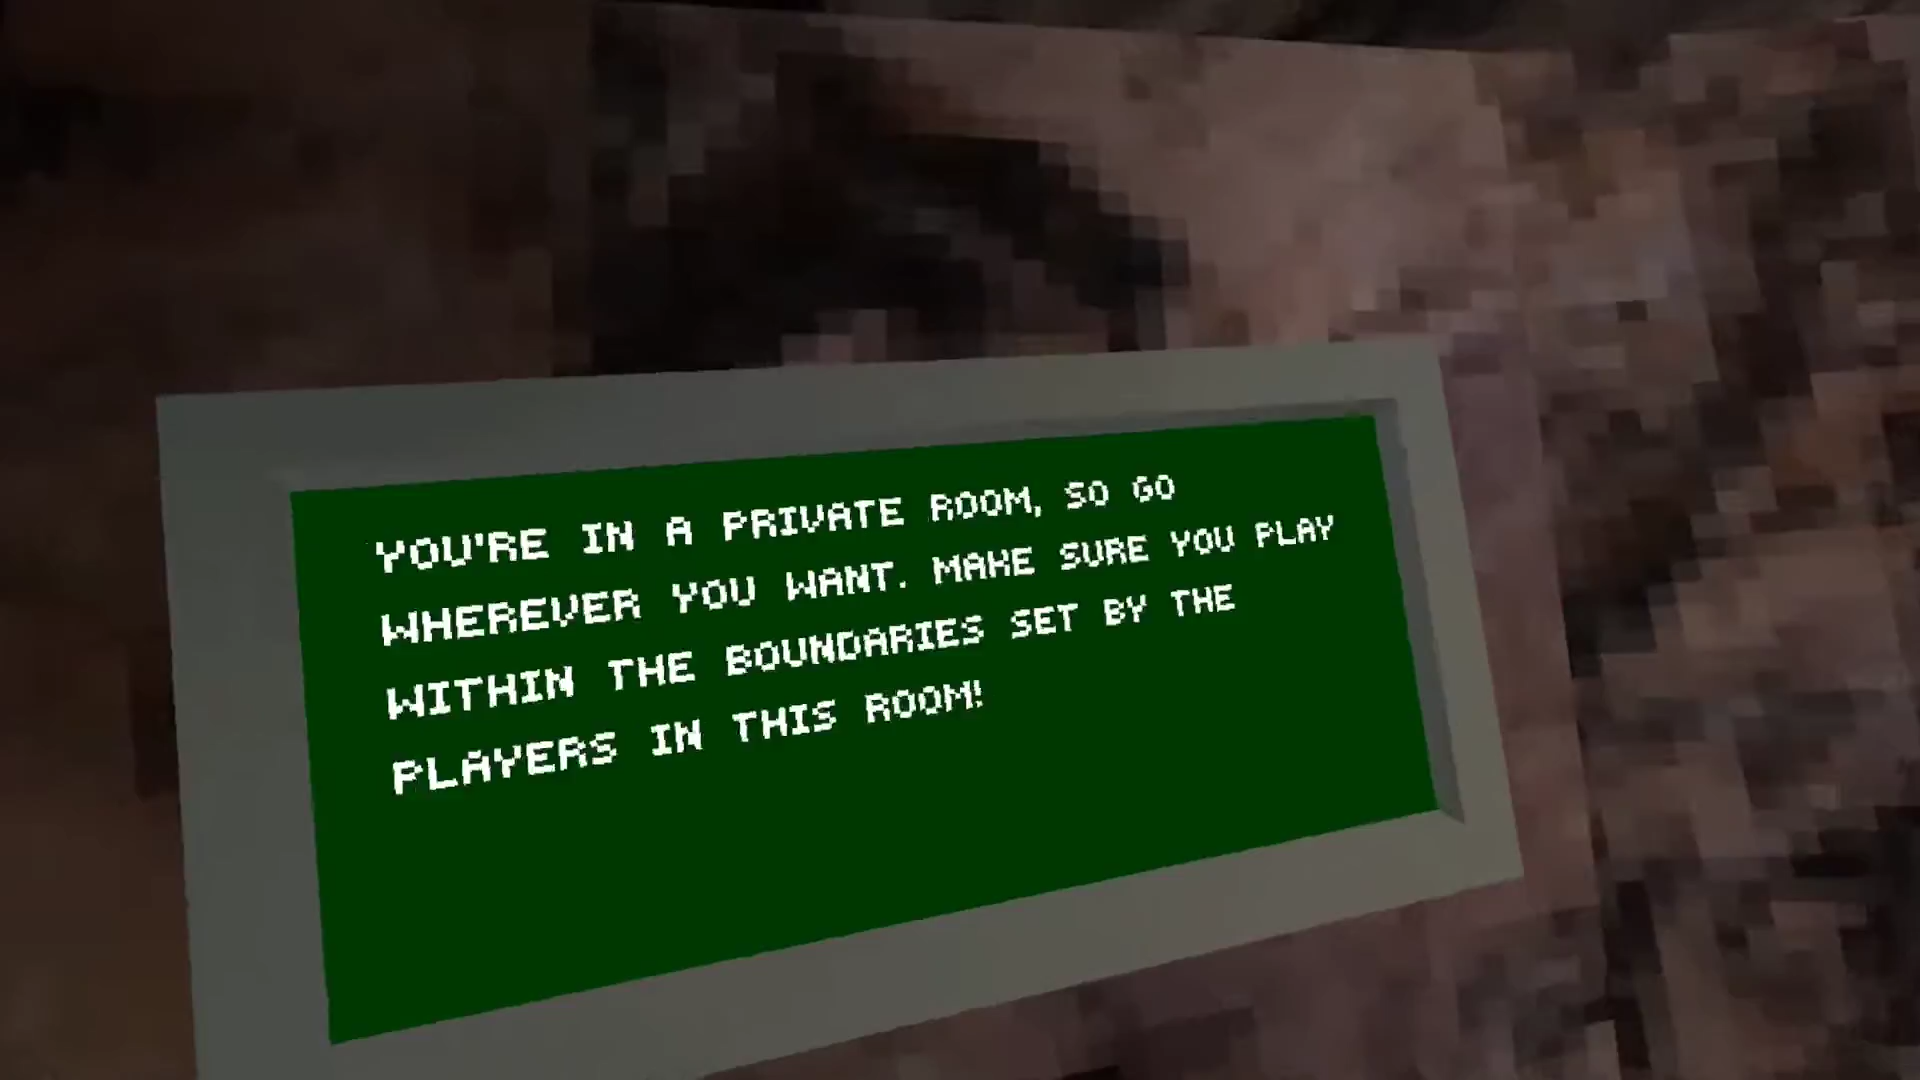 YOU'RE IN A PRIVATE ROOM, SO GO
WHEREVER YOU WANT. MAKE SURE YOU PLAY
WITHIN THE BOUNDARIES SET BY THE
PLAYERS IN THIS ROOM!